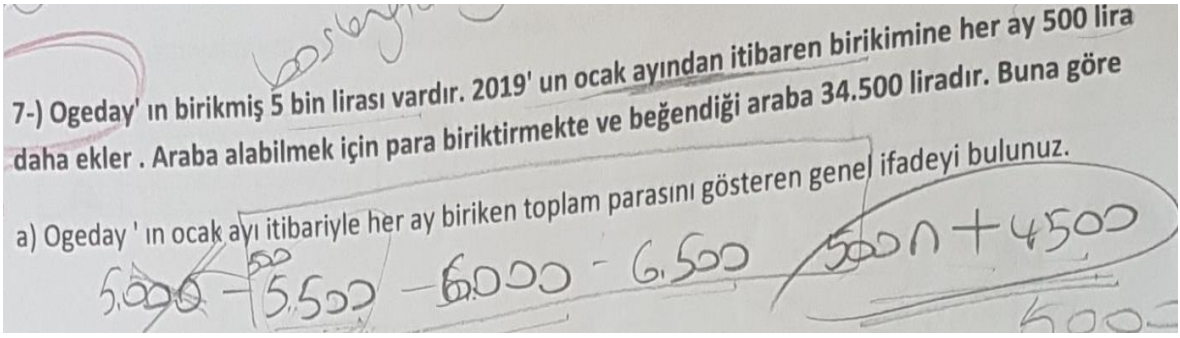 başlangıç
7-) Ogeday' ın birikmiş 5 bin lirası vardır. 2019' un ocak ayından itibaren birikimine her ay 500 lira
daha ekler . Araba alabilmek için para biriktirmekte ve beğendiği araba 34.500 liradır. Buna göre
a) Ogeday ' ın ocak ayı itibariyle her ay biriken toplam parasını gösteren genel ifadeyi bulunuz.
500
5.000 - 5.500 - 6.000 - 6.500 500n + 4500